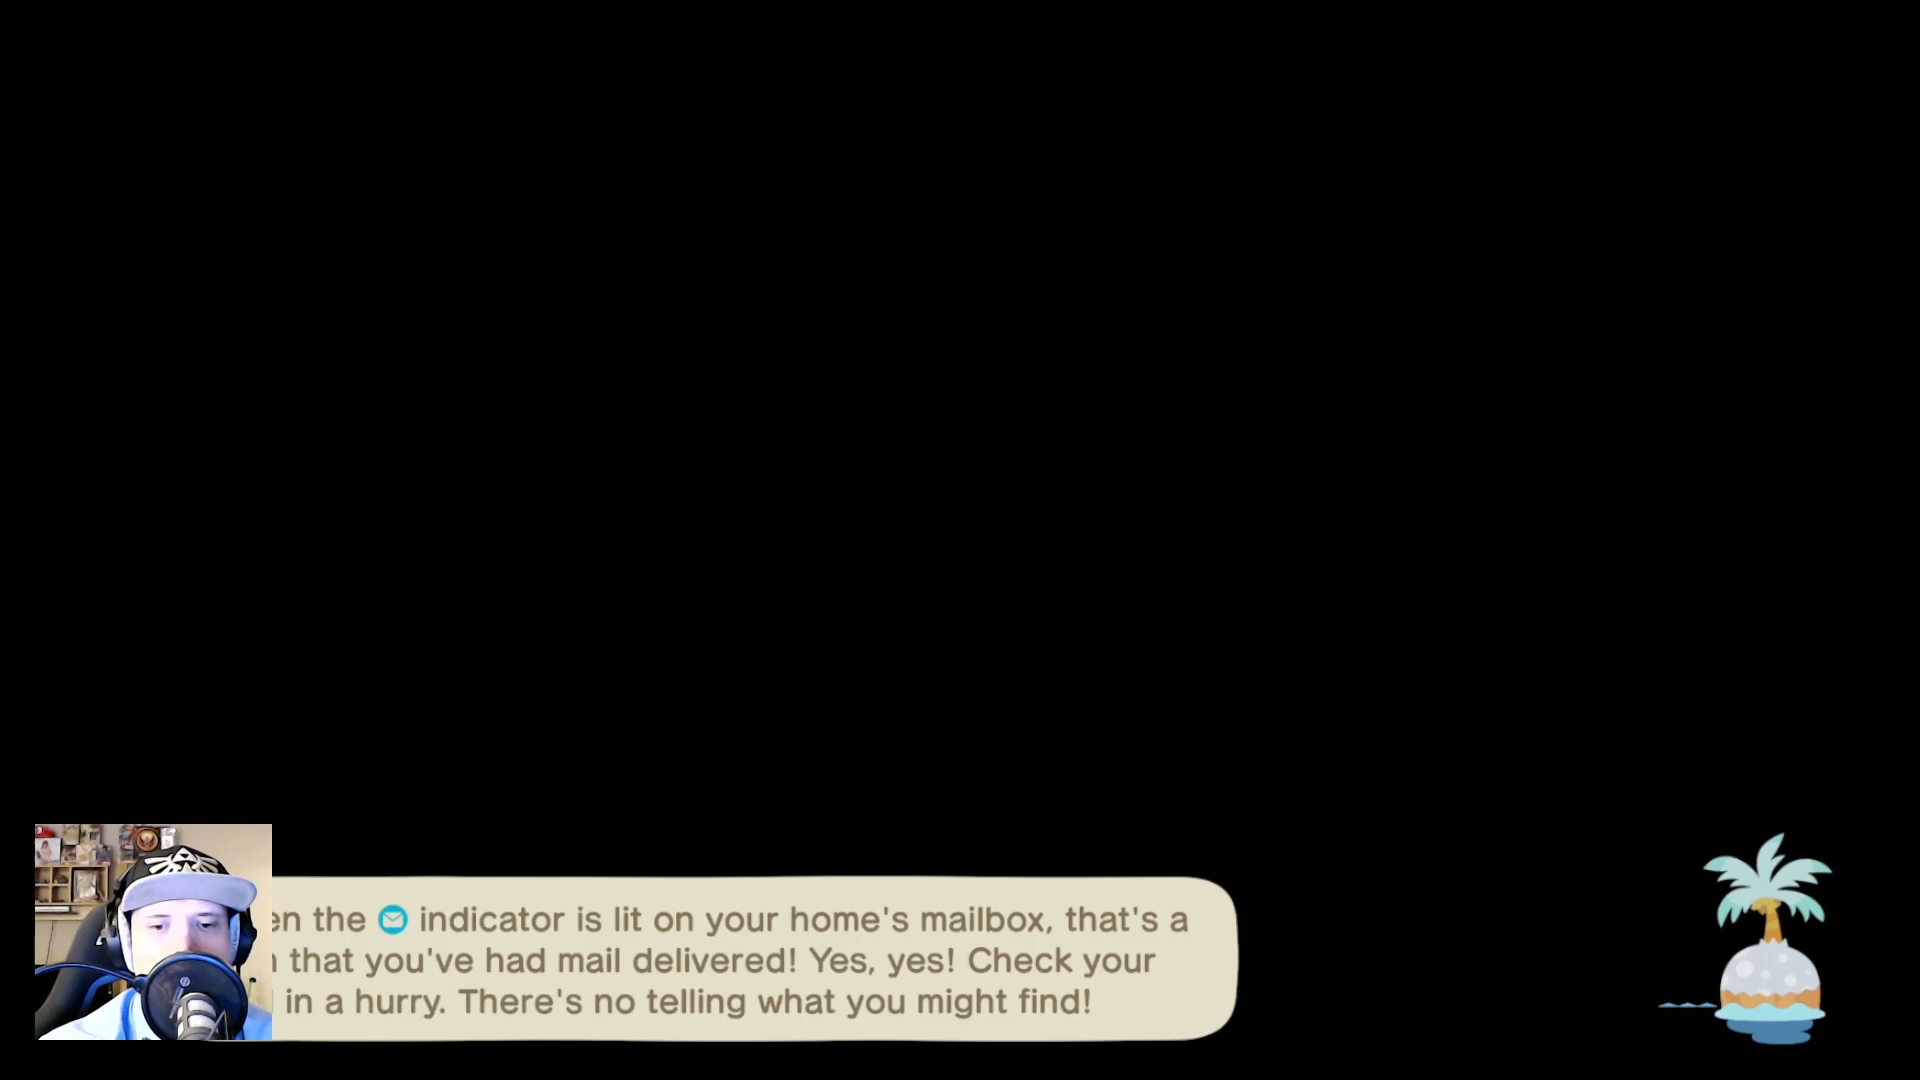 the indicator is lit on your home's mailbox, that's a
that you've had mail delivered! Yes, yes! Check your
in a hurry. There's no telling what you might find!